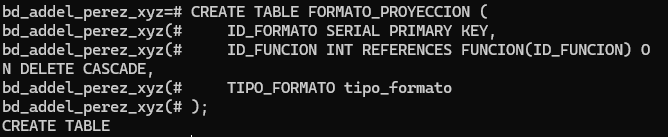 bd_addel_perez_xyz=# CREATE TABLE FORMATO_PROYECCION (
bd_addel_perez_xyz(#     ID_FORMATO SERIAL PRIMARY KEY,
bd_addel_perez_xyz(#     ID_FUNCION INT REFERENCES FUNCION(ID_FUNCION) O
N DELETE CASCADE,
bd_addel_perez_xyz(#     TIPO_FORMATO tipo_formato
bd_addel_perez_xyz(# );
CREATE TABLE